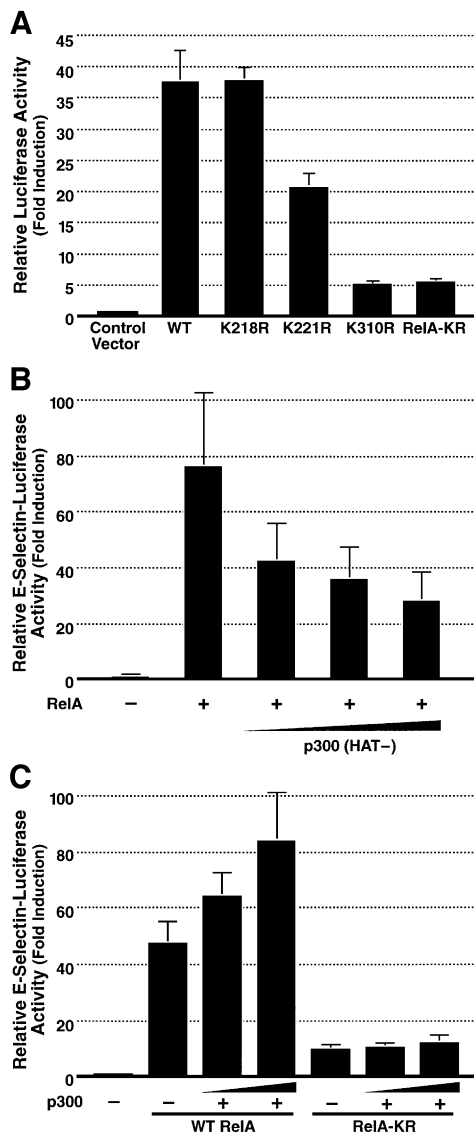 A
Relative Luciferase Activity
(Fold Induction)
45
40
35
30
25
20
15
10
5
0
Control
Vector
WT
K218R
K221R
K310R
RelA-KR
B
Relative E-Selectin-Luciferase
Activity (Fold Induction)
100
80
60
40
20
0
RelA
– + + + +
p300 (HAT–)
C
Relative E-Selectin-Luciferase
Activity (Fold Induction)
100
80
60
40
20
0
p300
– – + + – + +
WT RelA
RelA-KR